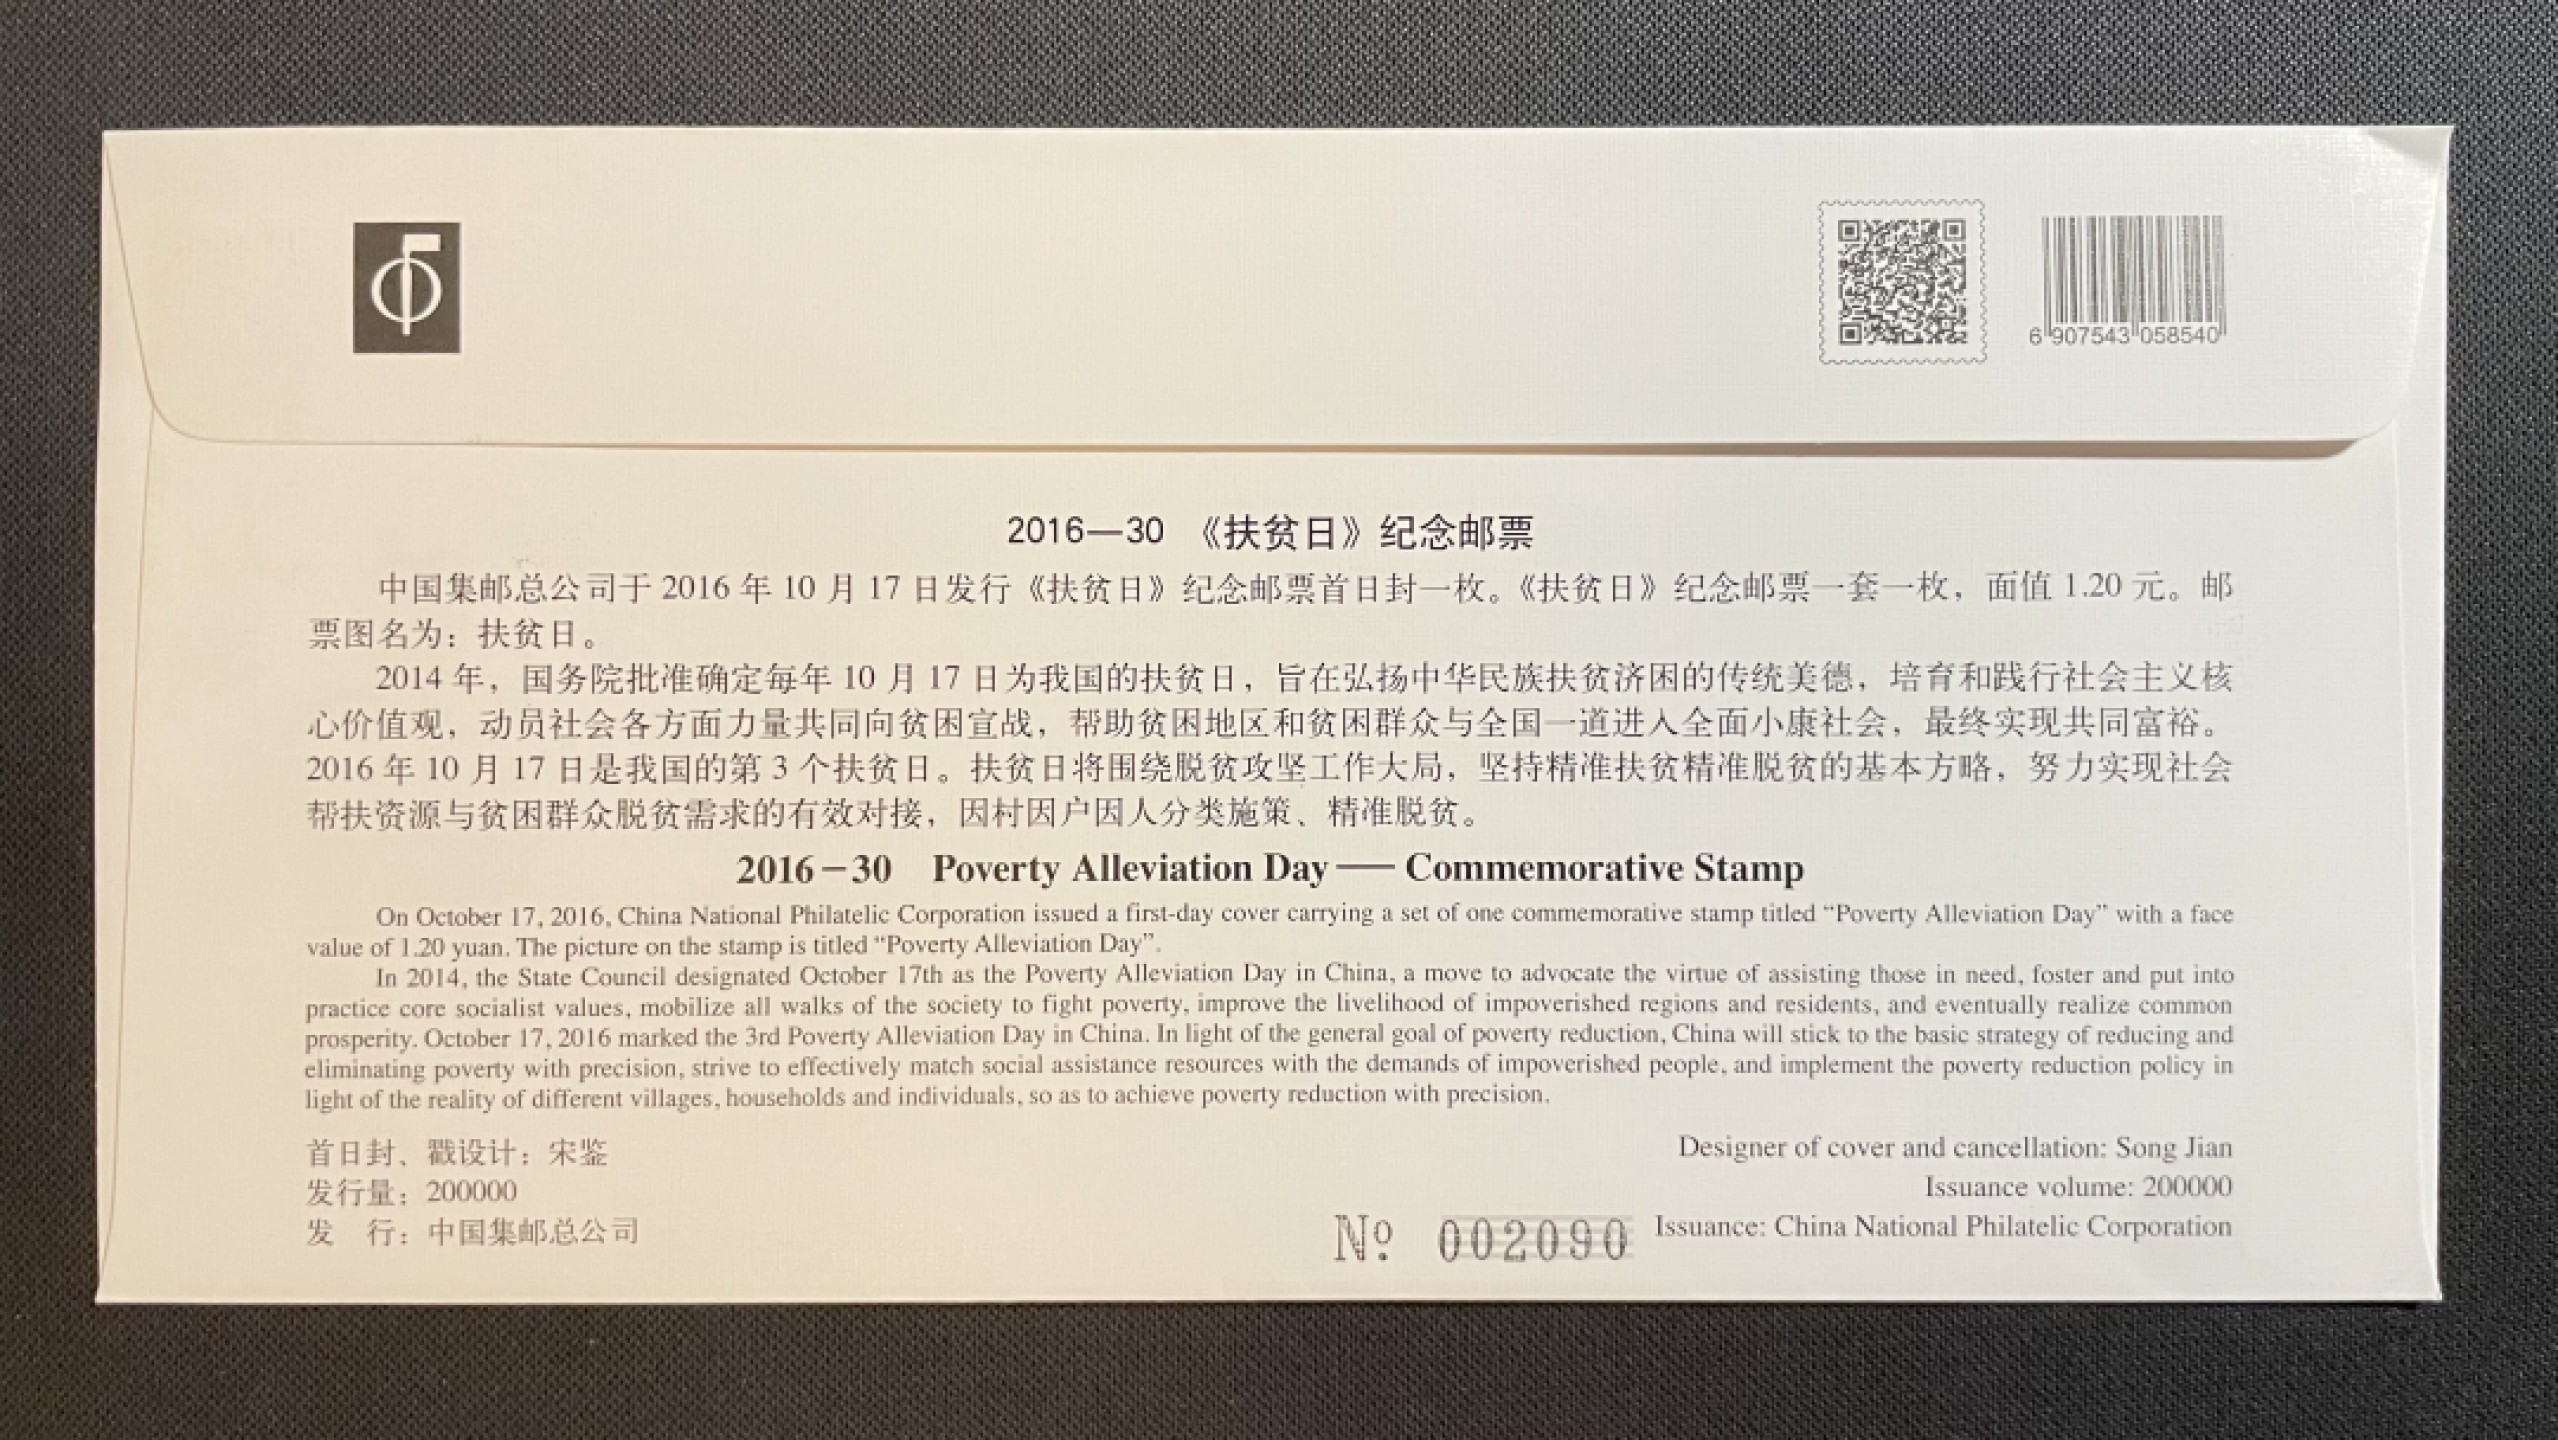 6 907543 058540
2016—30 《扶贫日》纪念邮票
中国集邮总公司于 2016 年 10 月 17 日发行《扶贫日》纪念邮票首日封一枚。《扶贫日》纪念邮票一套一枚，面值 1.20 元。邮
票图名为：扶贫日。
2014 年，国务院批准确定每年 10 月 17 日为我国的扶贫日，旨在弘扬中华民族扶贫济困的传统美德，培育和践行社会主义核
心价值观，动员社会各方面力量共同向贫困宣战，帮助贫困地区和贫困群众与全国一道进入全面小康社会，最终实现共同富裕。
2016 年 10 月 17 日是我国的第 3 个扶贫日。扶贫日将围绕脱贫攻坚工作大局，坚持精准扶贫精准脱贫的基本方略，努力实现社会
帮扶资源与贫困群众脱贫需求的有效对接，因村因户因人分类施策、精准脱贫。
2016－30 Poverty Alleviation Day —— Commemorative Stamp
On October 17, 2016, China National Philatelic Corporation issued a first-day cover carrying a set of one commemorative stamp titled “Poverty Alleviation Day” with a face
value of 1.20 yuan. The picture on the stamp is titled “Poverty Alleviation Day”.
In 2014, the State Council designated October 17th as the Poverty Alleviation Day in China, a move to advocate the virtue of assisting those in need, foster and put into
practice core socialist values, mobilize all walks of the society to fight poverty, improve the livelihood of impoverished regions and residents, and eventually realize common
prosperity. October 17, 2016 marked the 3rd Poverty Alleviation Day in China. In light of the general goal of poverty reduction, China will stick to the basic strategy of reducing and
eliminating poverty with precision, strive to effectively match social assistance resources with the demands of impoverished people, and implement the poverty reduction policy in
light of the reality of different villages, households and individuals, so as to achieve poverty reduction with precision.
首日封、戳设计：宋鉴
发行量：200000
发 行：中国集邮总公司
Designer of cover and cancellation: Song Jian
Issuance volume: 200000
Issuance: China National Philatelic Corporation
№ 002090